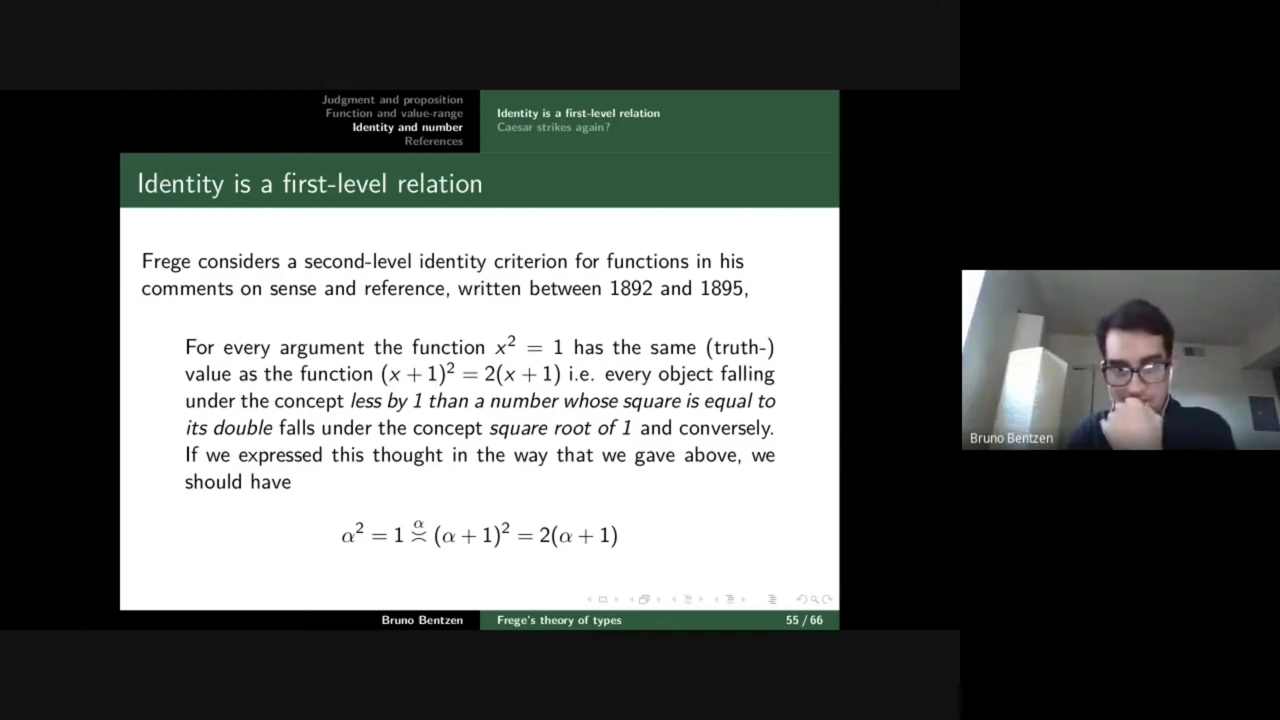 Judgment and proposition
Function and value-range
Identity and number
References
Identity is a first-level relation
Caesar strikes again?
Identity is a first-level relation
Frege considers a second-level identity criterion for functions in his
comments on sense and reference, written between 1892 and 1895,
For every argument the function x² = 1 has the same (truth-)
value as the function (x + 1)² = 2(x + 1) i.e. every object falling
under the concept less by 1 than a number whose square is equal to
its double falls under the concept square root of 1 and conversely.
If we expressed this thought in the way that we gave above, we
should have
α² = 1 ≍^α (α + 1)² = 2(α + 1)
Bruno Bentzen
Frege's theory of types
55 / 66
Bruno Bentzen